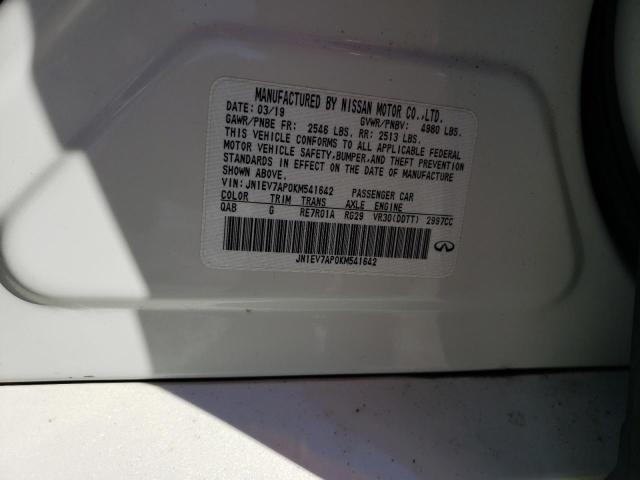 MANUFACTURED BY NISSAN MOTOR CO.,LTD.
DATE: 03/19 GVWR/PNBV: 4980 LBS.
GAWR/PNBE FR: 2546 LBS. RR: 2513 LBS.
THIS VEHICLE CONFORMS TO ALL APPLICABLE FEDERAL
MOTOR VEHICLE SAFETY,BUMPER,AND THEFT PREVENTION
STANDARDS IN EFFECT ON THE DATE OF MANUFACTURE
SHOWN ABOVE.
VIN: JN1EV7AP0KM541642 PASSENGER CAR
COLOR TRIM TRANS AXLE ENGINE
QAB G RE7R01A RG29 VR30(DDTT) 2997CC
JN1EV7AP0KM541642